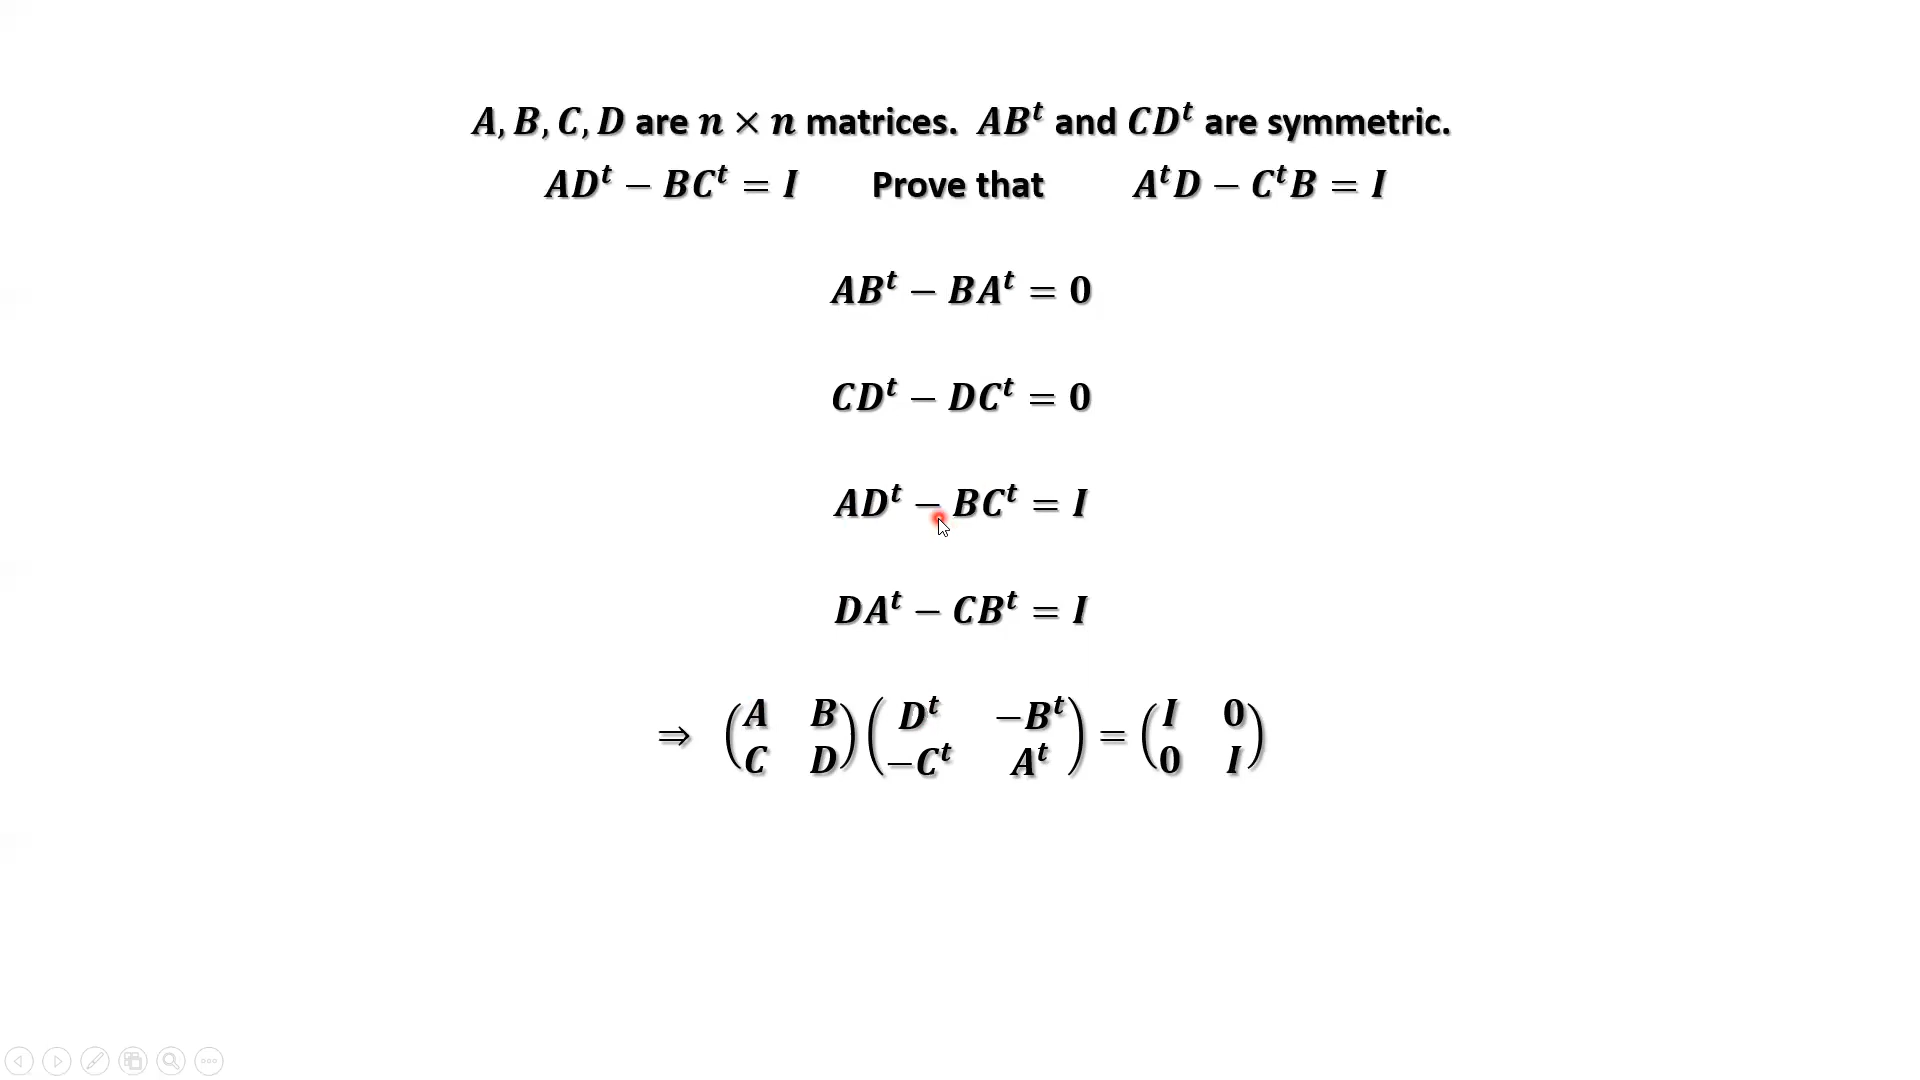 A, B, C, D are n × n matrices. ABᵗ and CDᵗ are symmetric.
ADᵗ − BCᵗ = I Prove that AᵗD − CᵗB = I
ABᵗ − BAᵗ = 0
CDᵗ − DCᵗ = 0
ADᵗ − BCᵗ = I
DAᵗ − CBᵗ = I
⇒ (A B; C D)(Dᵗ −Bᵗ; −Cᵗ Aᵗ) = (I 0; 0 I)